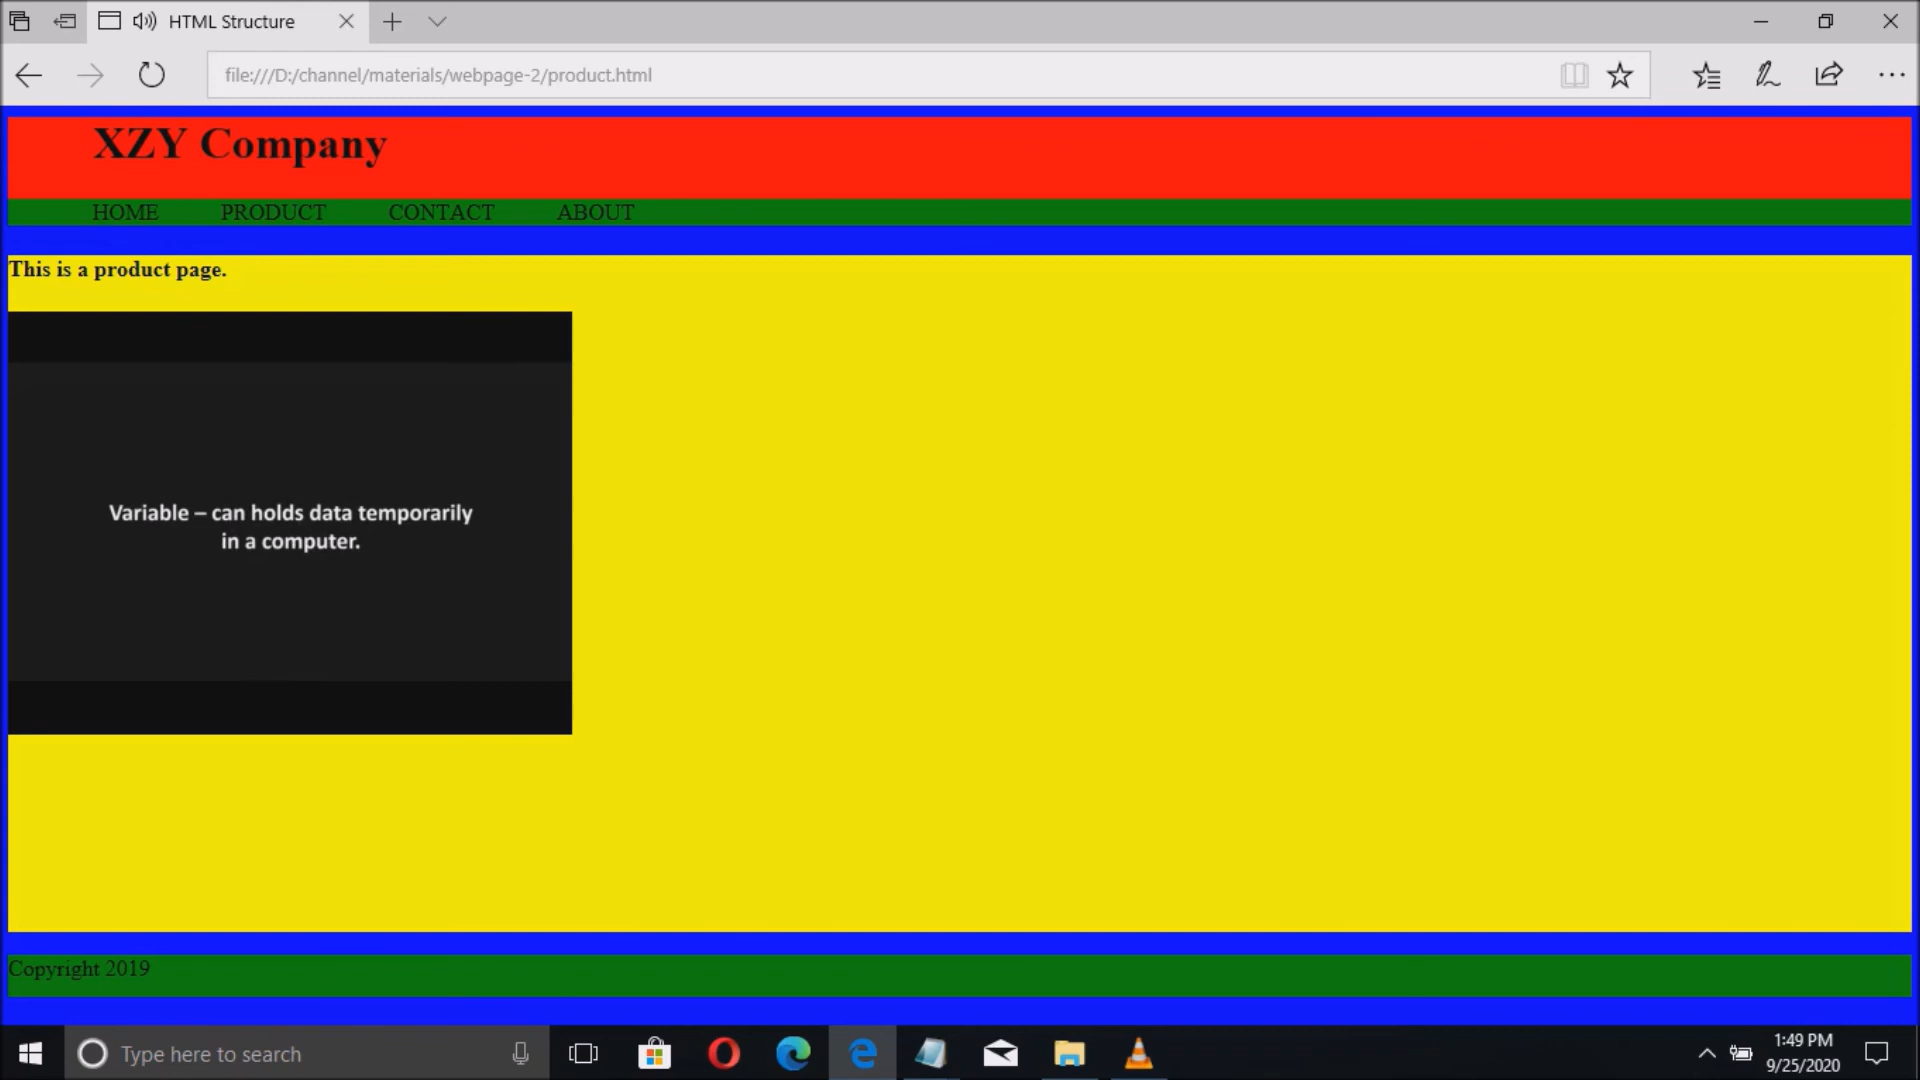 HTML Structure
file:///D:/channel/materials/webpage-2/product.html
XZY Company
HOME PRODUCT CONTACT ABOUT
This is a product page.
Variable – can holds data temporarily
in a computer.
Copyright 2019
Type here to search
1:49 PM
9/25/2020